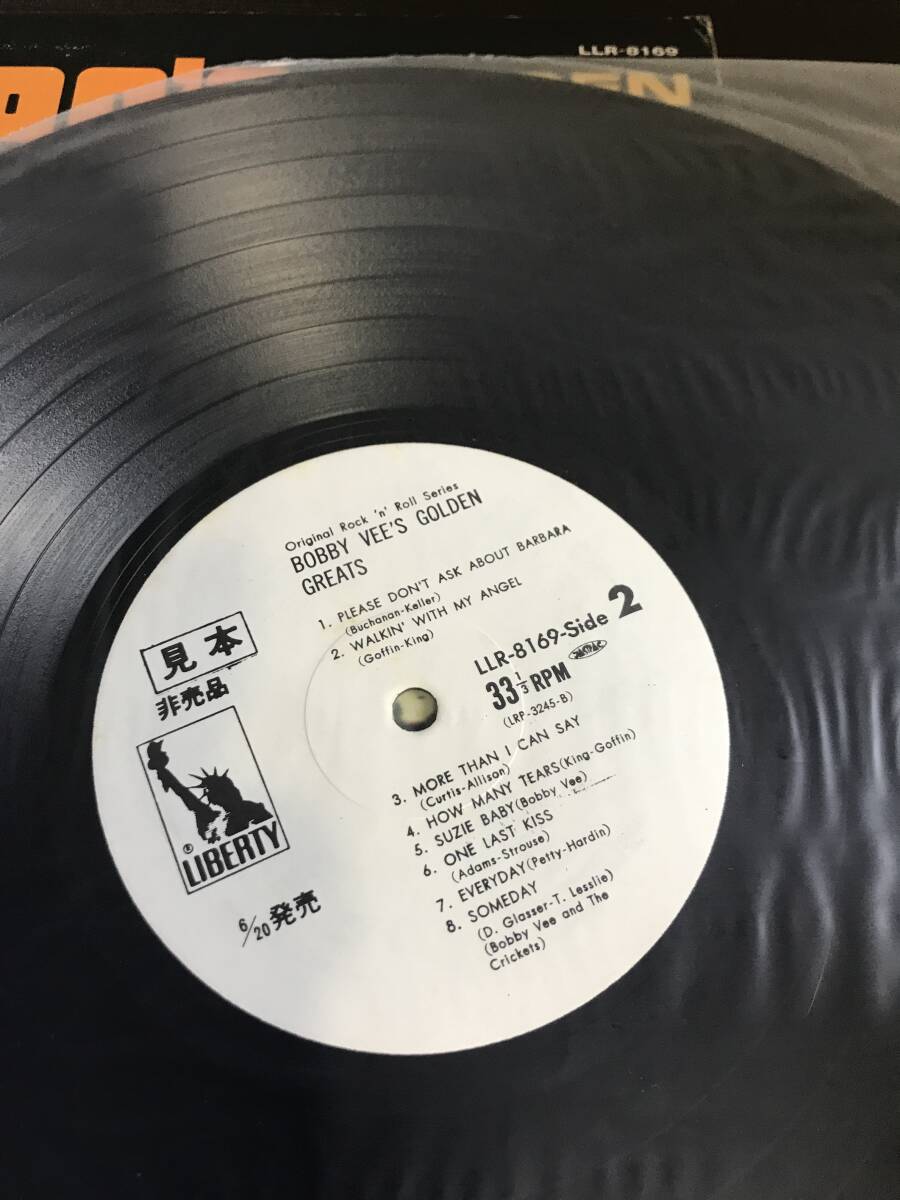 LLR-8169
Original Rock 'n' Roll Series
BOBBY VEE'S GOLDEN
GREATS
1. PLEASE DON'T ASK ABOUT BARBARA
(Buchanan-Keller)
2. WALKIN' WITH MY ANGEL
(Goffin-King)
見本
非売品
LLR-8169-Side 2
33 1/3 RPM
(LRP-3245-B)
3. MORE THAN I CAN SAY
(Curtis-Allison)
4. HOW MANY TEARS(King-Goffin)
5. SUZIE BABY(Bobby Vee)
6. ONE LAST KISS
(Adams-Strouse)
7. EVERYDAY(Petty-Hardin)
8. SOMEDAY
(D. Glasser-T. Lesslie)
(Bobby Vee and The
Crickets)
® LIBERTY
6/20発売